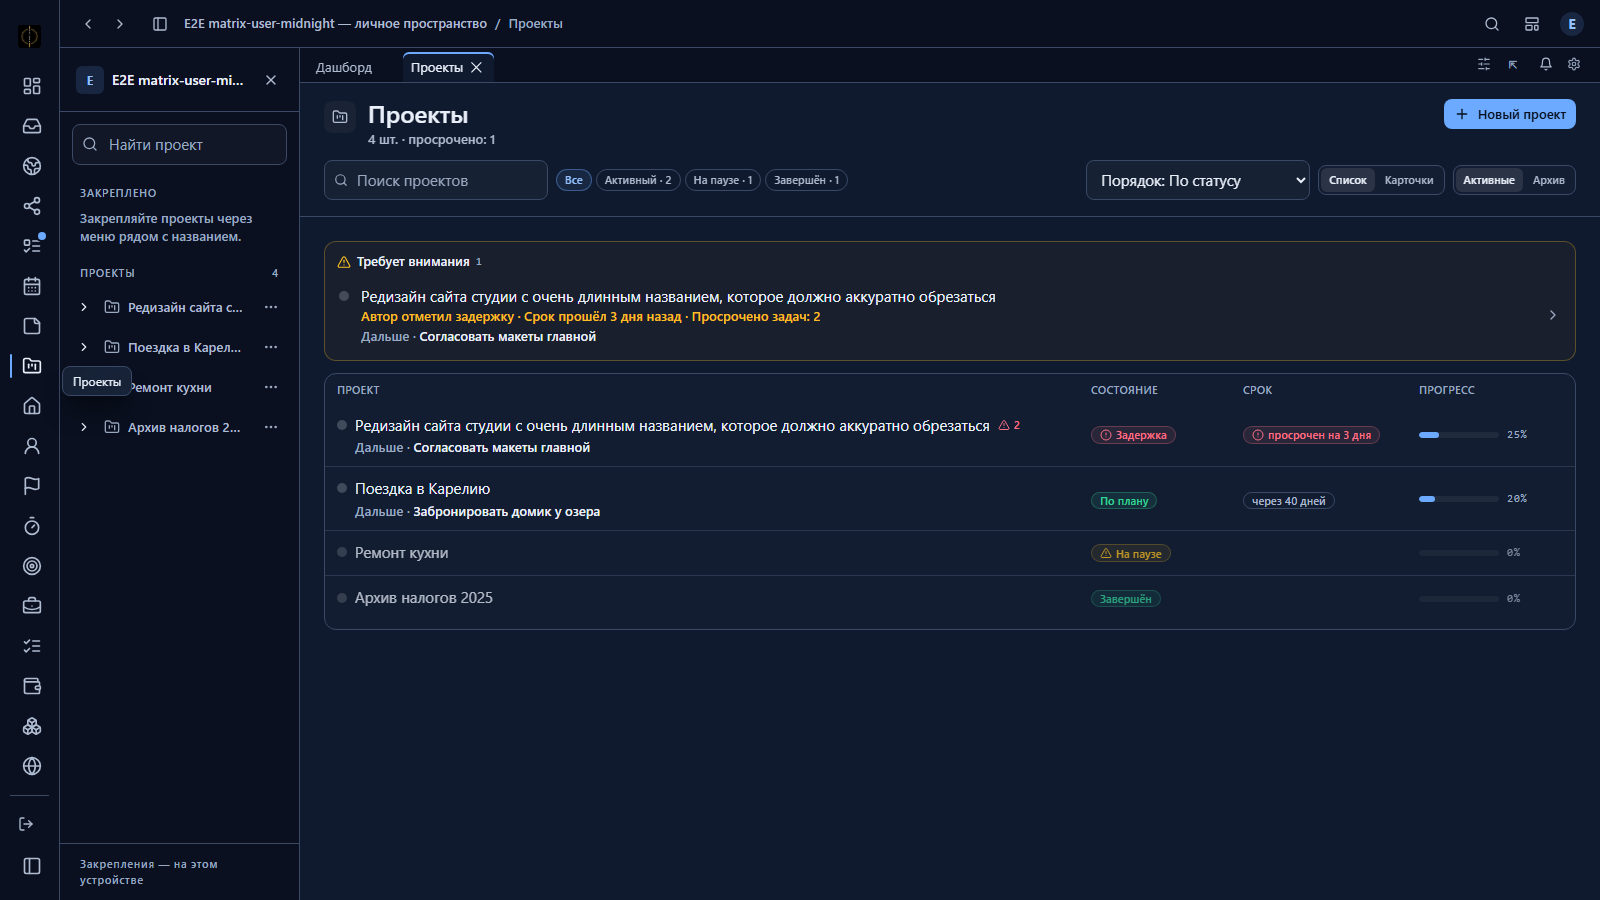 E2E matrix-user-midnight — личное пространство / Проекты
E
E E2E matrix-user-mi...
Дашборд
Проекты
Найти проект
ЗАКРЕПЛЕНО
Закрепляйте проекты через
меню рядом с названием.
ПРОЕКТЫ 4
Редизайн сайта с...
Поездка в Карел...
Проекты
Ремонт кухни
Архив налогов 2...
Закрепления — на этом
устройстве
Проекты
4 шт. · просрочено: 1
Новый проект
Поиск проектов
Все
Активный · 2
На паузе · 1
Завершён · 1
Порядок: По статусу
Список
Карточки
Активные
Архив
Требует внимания 1
Редизайн сайта студии с очень длинным названием, которое должно аккуратно обрезаться
Автор отметил задержку · Срок прошёл 3 дня назад · Просрочено задач: 2
Дальше · Согласовать макеты главной
ПРОЕКТ СОСТОЯНИЕ СРОК ПРОГРЕСС
Редизайн сайта студии с очень длинным названием, которое должно аккуратно обрезаться 2
Дальше · Согласовать макеты главной
Задержка
просрочен на 3 дня
25%
Поездка в Карелию
Дальше · Забронировать домик у озера
По плану
через 40 дней
20%
Ремонт кухни
На паузе
0%
Архив налогов 2025
Завершён
0%